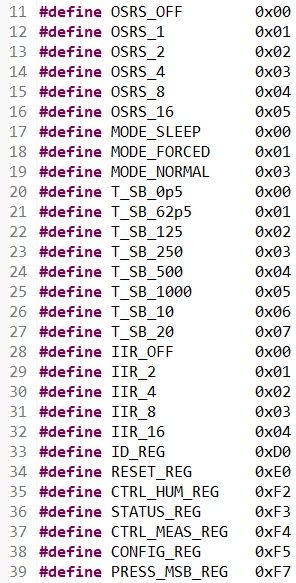 11 #define OSRS_OFF 0x00
12 #define OSRS_1 0x01
13 #define OSRS_2 0x02
14 #define OSRS_4 0x03
15 #define OSRS_8 0x04
16 #define OSRS_16 0x05
17 #define MODE_SLEEP 0x00
18 #define MODE_FORCED 0x01
19 #define MODE_NORMAL 0x03
20 #define T_SB_0p5 0x00
21 #define T_SB_62p5 0x01
22 #define T_SB_125 0x02
23 #define T_SB_250 0x03
24 #define T_SB_500 0x04
25 #define T_SB_1000 0x05
26 #define T_SB_10 0x06
27 #define T_SB_20 0x07
28 #define IIR_OFF 0x00
29 #define IIR_2 0x01
30 #define IIR_4 0x02
31 #define IIR_8 0x03
32 #define IIR_16 0x04
33 #define ID_REG 0xD0
34 #define RESET_REG 0xE0
35 #define CTRL_HUM_REG 0xF2
36 #define STATUS_REG 0xF3
37 #define CTRL_MEAS_REG 0xF4
38 #define CONFIG_REG 0xF5
39 #define PRESS_MSB_REG 0xF7